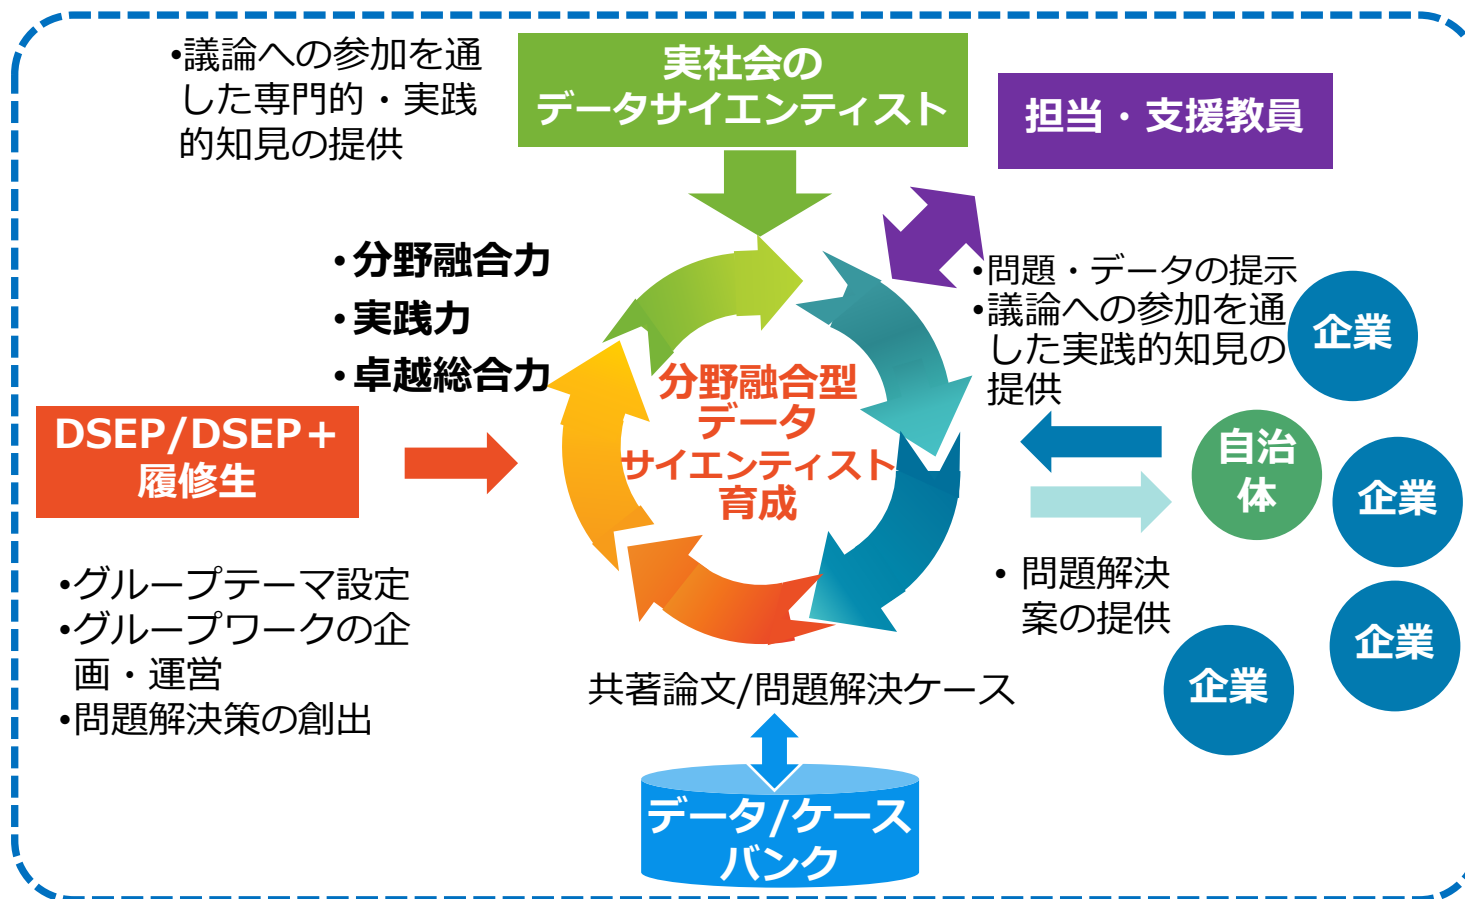 •議論への参加を通
した専門的・実践
的知見の提供
実社会の
データサイエンティスト
担当・支援教員
•分野融合力
•実践力
•卓越総合力
•問題・データの提示
•議論への参加を通
した実践的知見の
提供
企業
分野融合型
データ
サイエンティスト
育成
DSEP/DSEP＋
履修生
自治
体
企業
•グループテーマ設定
•グループワークの企
画・運営
•問題解決策の創出
• 問題解決
案の提供
企業
企業
共著論文/問題解決ケース
データ/ケース
バンク